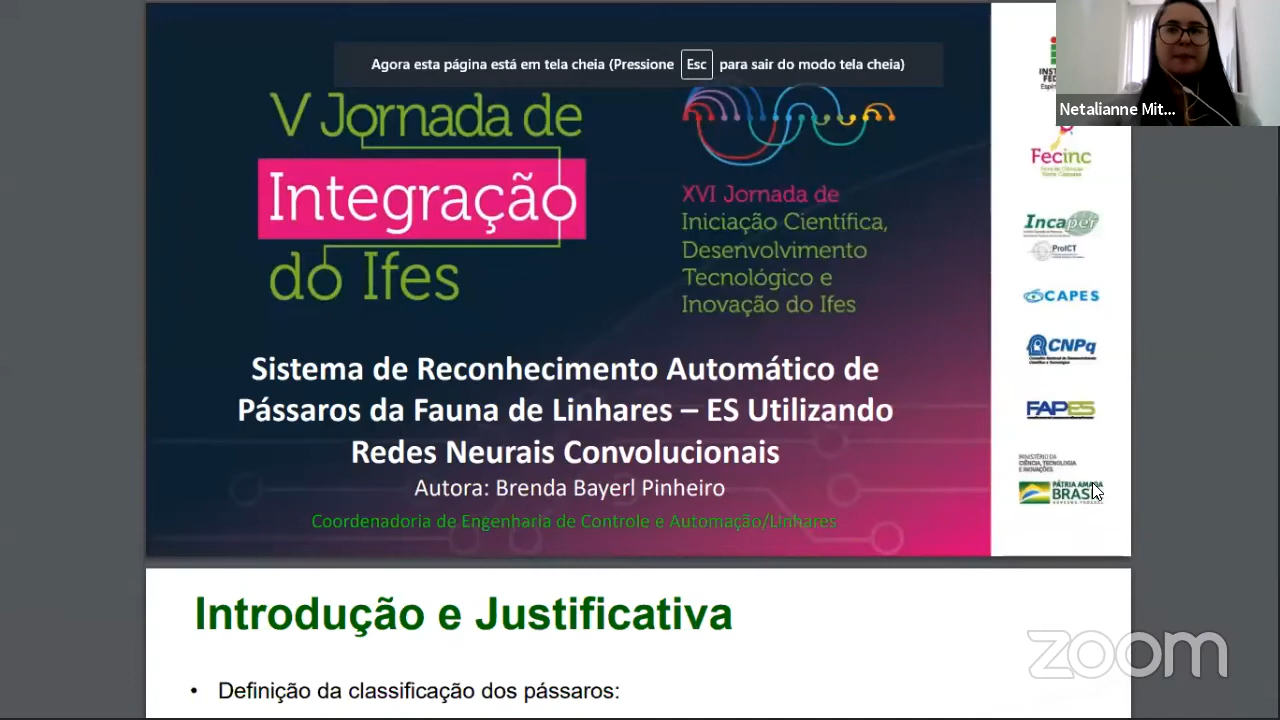 Agora esta página está em tela cheia (Pressione Esc para sair do modo tela cheia)
V Jornada de
Integração
do Ifes
XVI Jornada de
Iniciação Científica,
Desenvolvimento
Tecnológico e
Inovação do Ifes
Sistema de Reconhecimento Automático de
Pássaros da Fauna de Linhares – ES Utilizando
Redes Neurais Convolucionais
Autora: Brenda Bayerl Pinheiro
Coordenadoria de Engenharia de Controle e Automação/Linhares
Netalianne Mit...
Fecinc
Incaper
ProICT
CAPES
CNPq
FAPES
MINISTÉRIO DA
CIÊNCIA, TECNOLOGIA
E INOVAÇÕES
PÁTRIA AMADA
BRASIL
Introdução e Justificativa
• Definição da classificação dos pássaros:
zoom